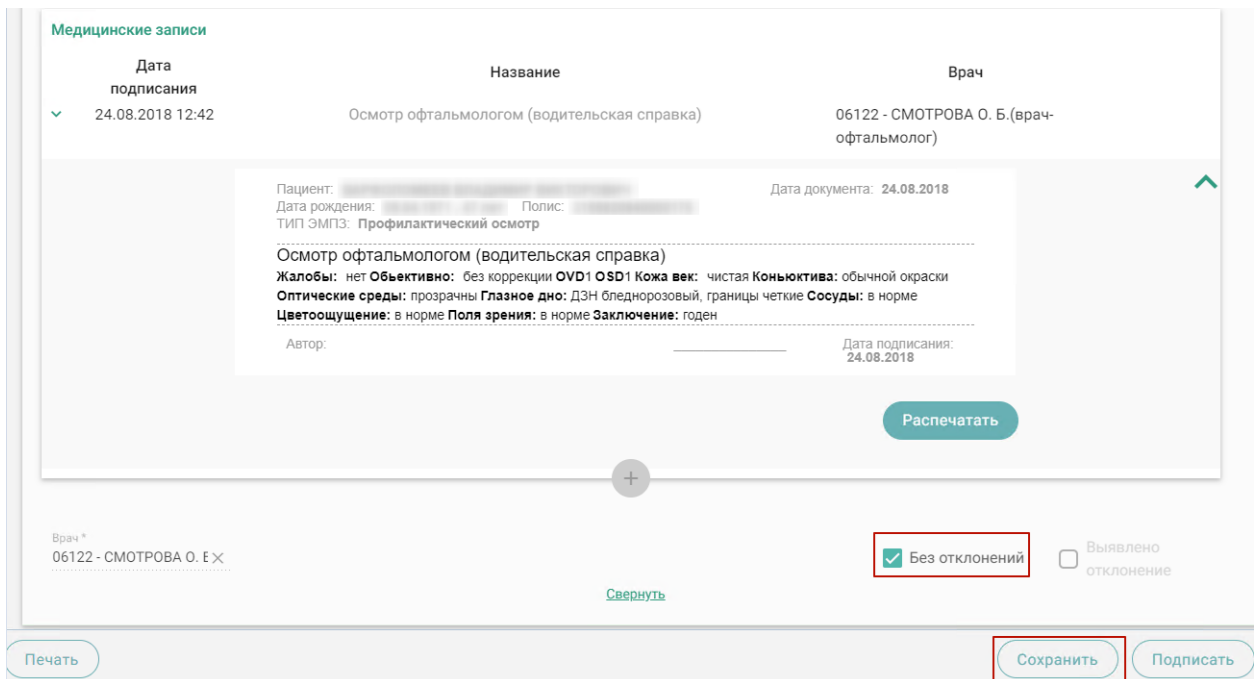 Медицинские записи
Дата подписания Название Врач
24.08.2018 12:42 Осмотр офтальмологом (водительская справка) 06122 - СМОТРОВА О. Б.(врач-
офтальмолог)
Пациент: Дата документа: 24.08.2018
Дата рождения: Полис:
ТИП ЭМПЗ: Профилактический осмотр
Осмотр офтальмологом (водительская справка)
Жалобы: нет Обьективно: без коррекции OVD1 OSD1 Кожа век: чистая Коньюктива: обычной окраски
Оптические среды: прозрачны Глазное дно: ДЗН бледнорозовый, границы четкие Сосуды: в норме
Цветоощущение: в норме Поля зрения: в норме Заключение: годен
Автор: Дата подписания:
24.08.2018
Распечатать
+
Врач *
06122 - СМОТРОВА О. Б
Без отклонений
Выявлено
отклонение
Свернуть
Печать Сохранить Подписать